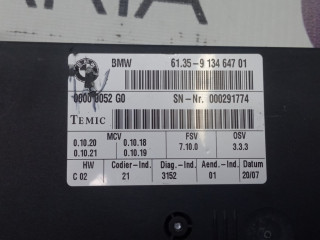 BMW 61.35-9 134 647 01
0000 0052 G0 SN-Nr. 000291774
TEMIC
MCV FSV OSV
0.10.20 0.10.18 7.10.0 3.3.3
0.10.21 0.10.19
HW Codier-Ind. Diag.-Ind. Aend.-Ind. Datum
C 02 21 3152 01 20/07